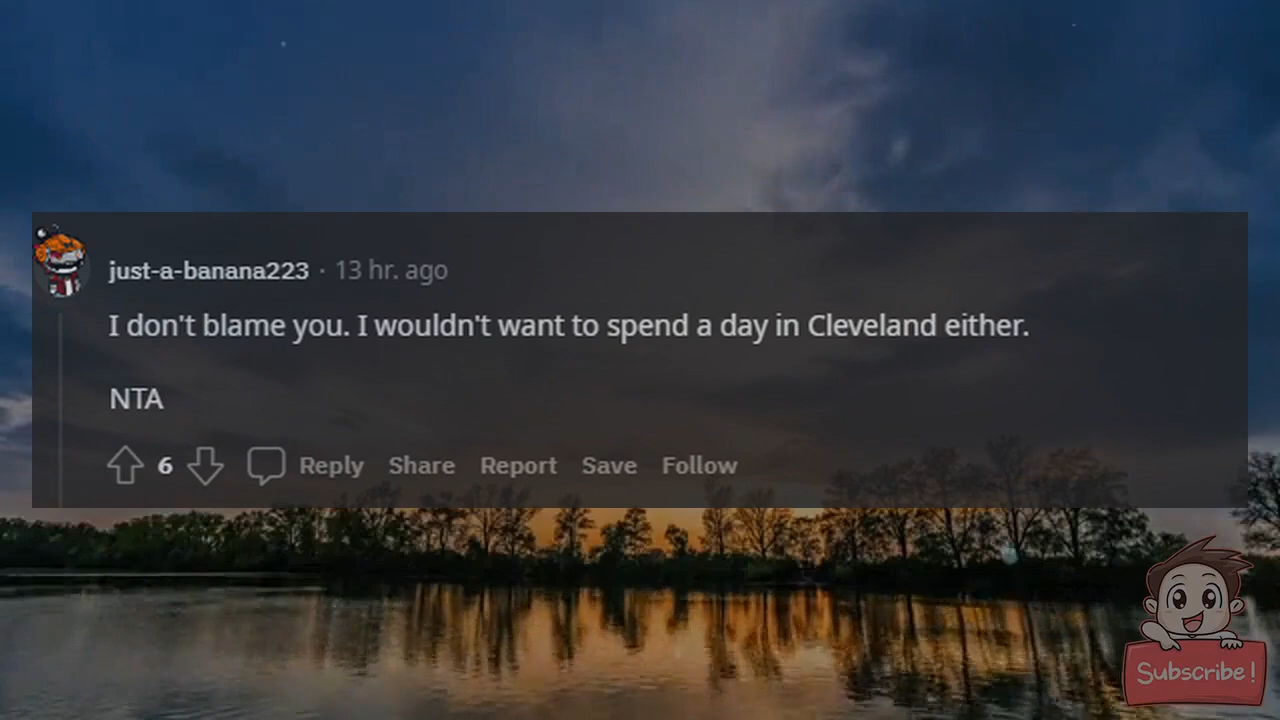 just-a-banana223 · 13 hr. ago
I don't blame you. I wouldn't want to spend a day in Cleveland either.
NTA
6 Reply Share Report Save Follow
Subscribe!